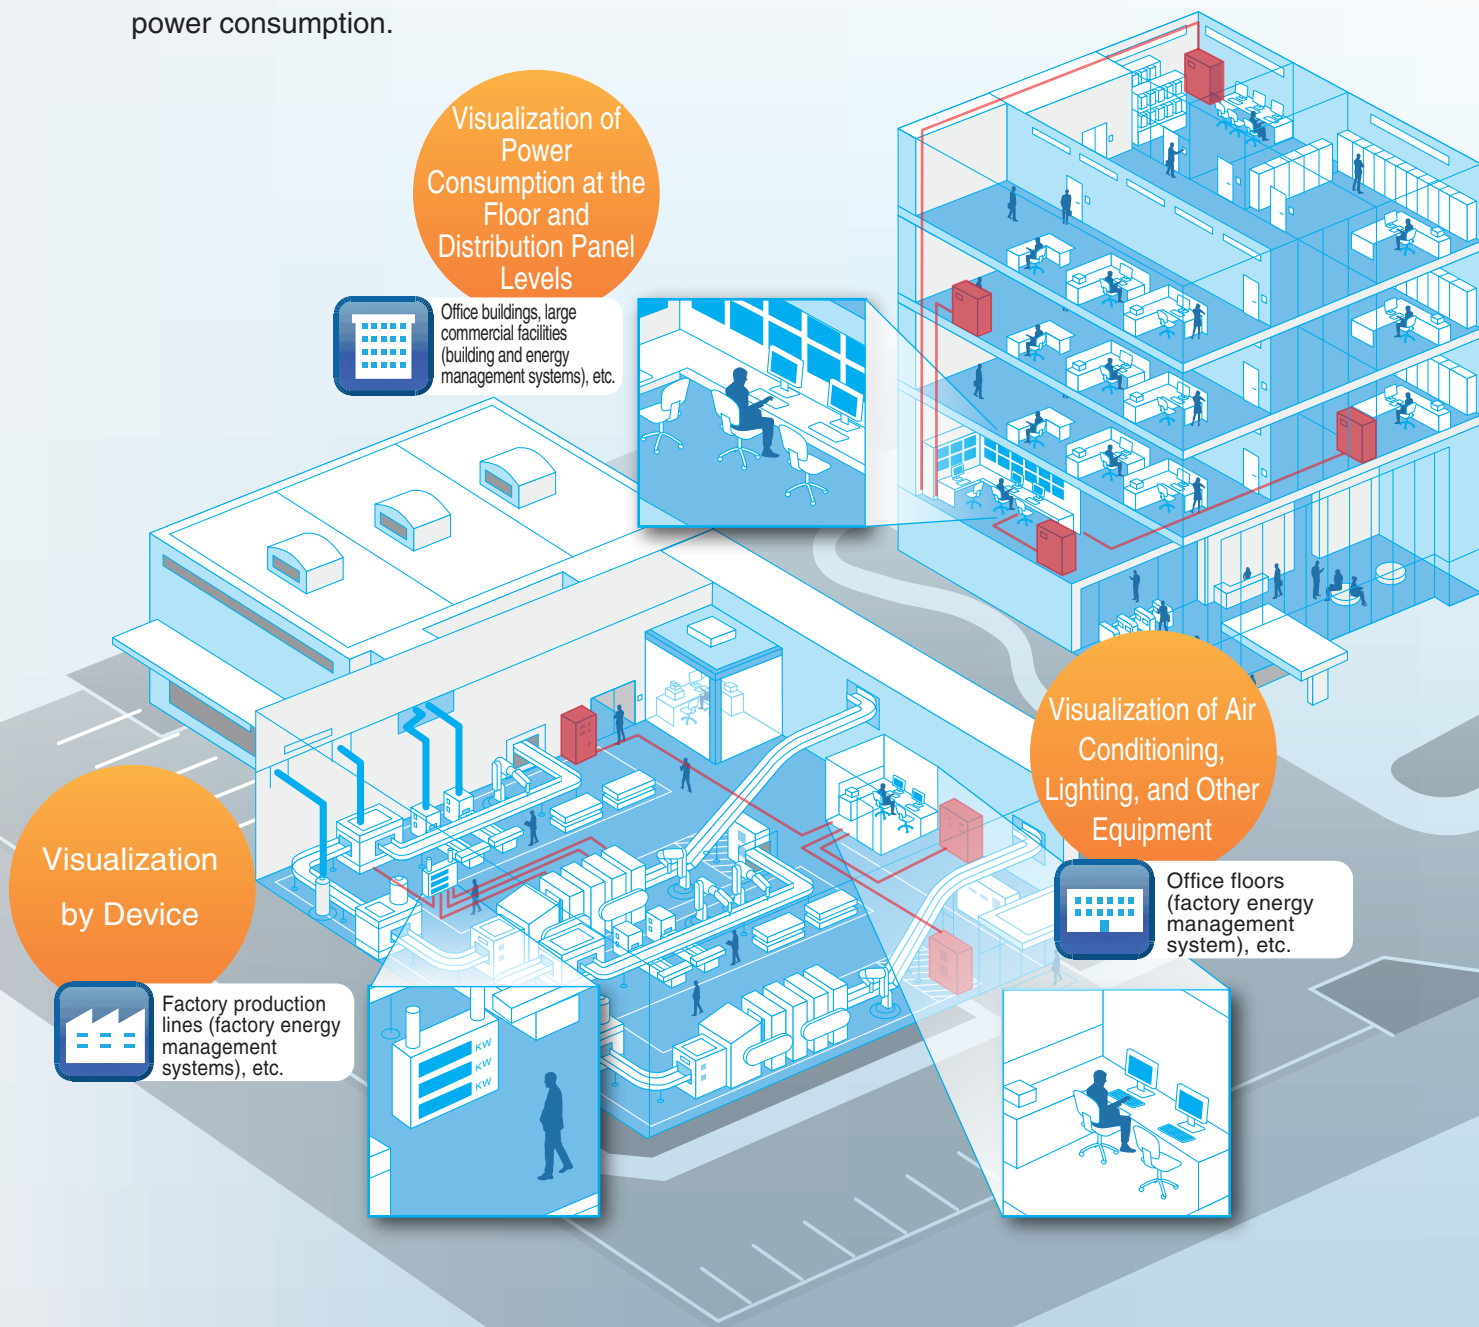 power consumption.
Visualization of
Power
Consumption at the
Floor and
Distribution Panel
Levels
Office buildings, large
commercial facilities
(building and energy
management systems), etc.
Visualization of Air
Conditioning,
Lighting, and Other
Equipment
Office floors
(factory energy
management
system), etc.
Visualization
by Device
Factory production
lines (factory energy
management
systems), etc.
KW
KW
KW